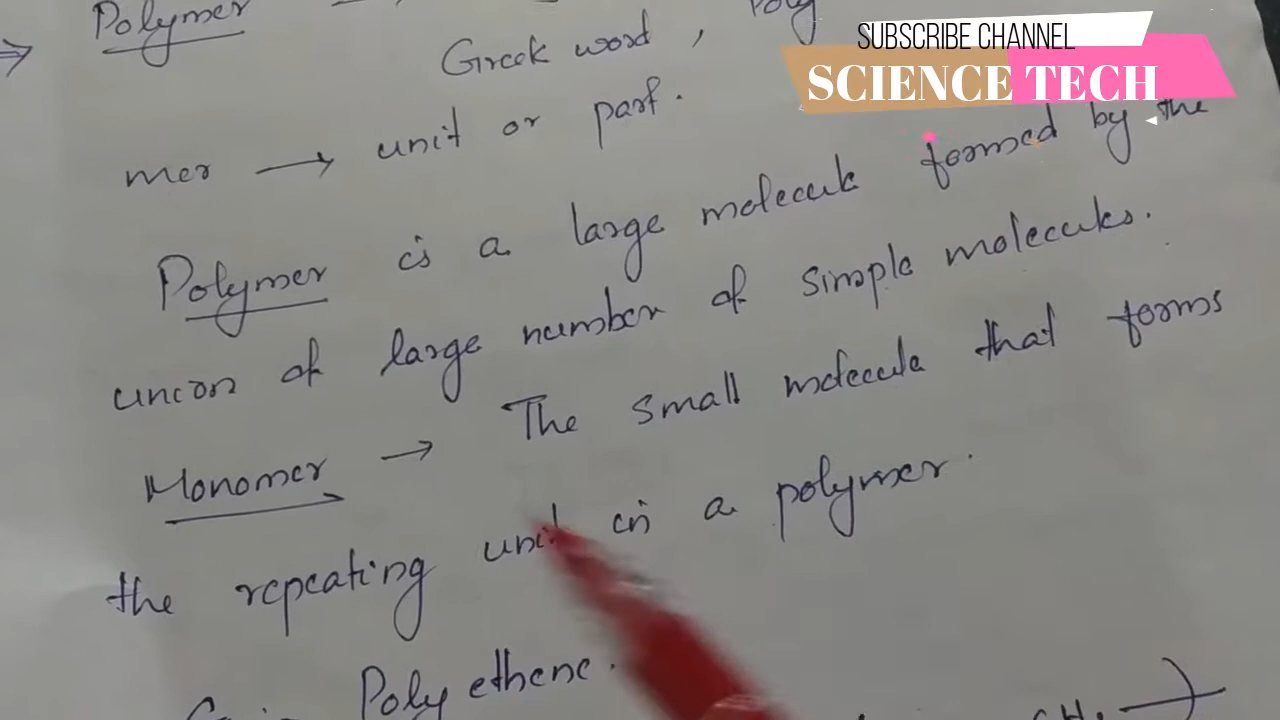 Polymer
Greek word, Poly
SUBSCRIBE CHANNEL
SCIENCE TECH
mer → unit or part.
Polymer is a large molecule formed by the
union of large number of simple molecules.
Monomer → The small molecule that forms
the repeating unit in a polymer.
Poly ethene.
CH